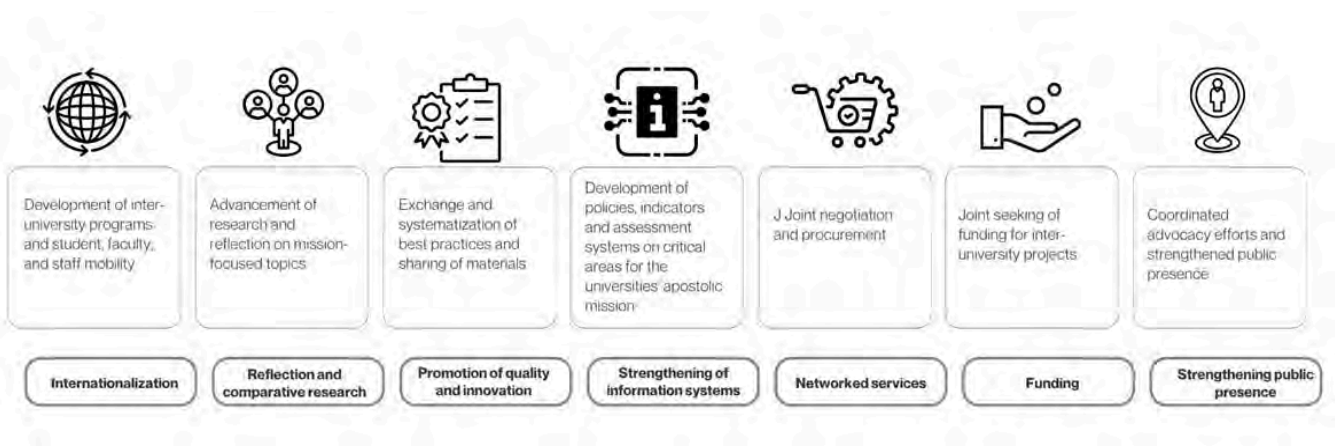 Development of inter-
university programs
and student, faculty,
and staff mobility
Advancement of
research and
reflection on mission-
focused topics
Exchange and
systematization of
best practices and
sharing of materials
Development of
policies, indicators
and assessment
systems on critical
areas for the
universities' apostolic
mission
J Joint negotiation
and procurement
Joint seeking of
funding for inter-
university projects
Coordinated
advocacy efforts and
strengthened public
presence
Internationalization
Reflection and
comparative research
Promotion of quality
and innovation
Strengthening of
information systems
Networked services
Funding
Strengthening public
presence